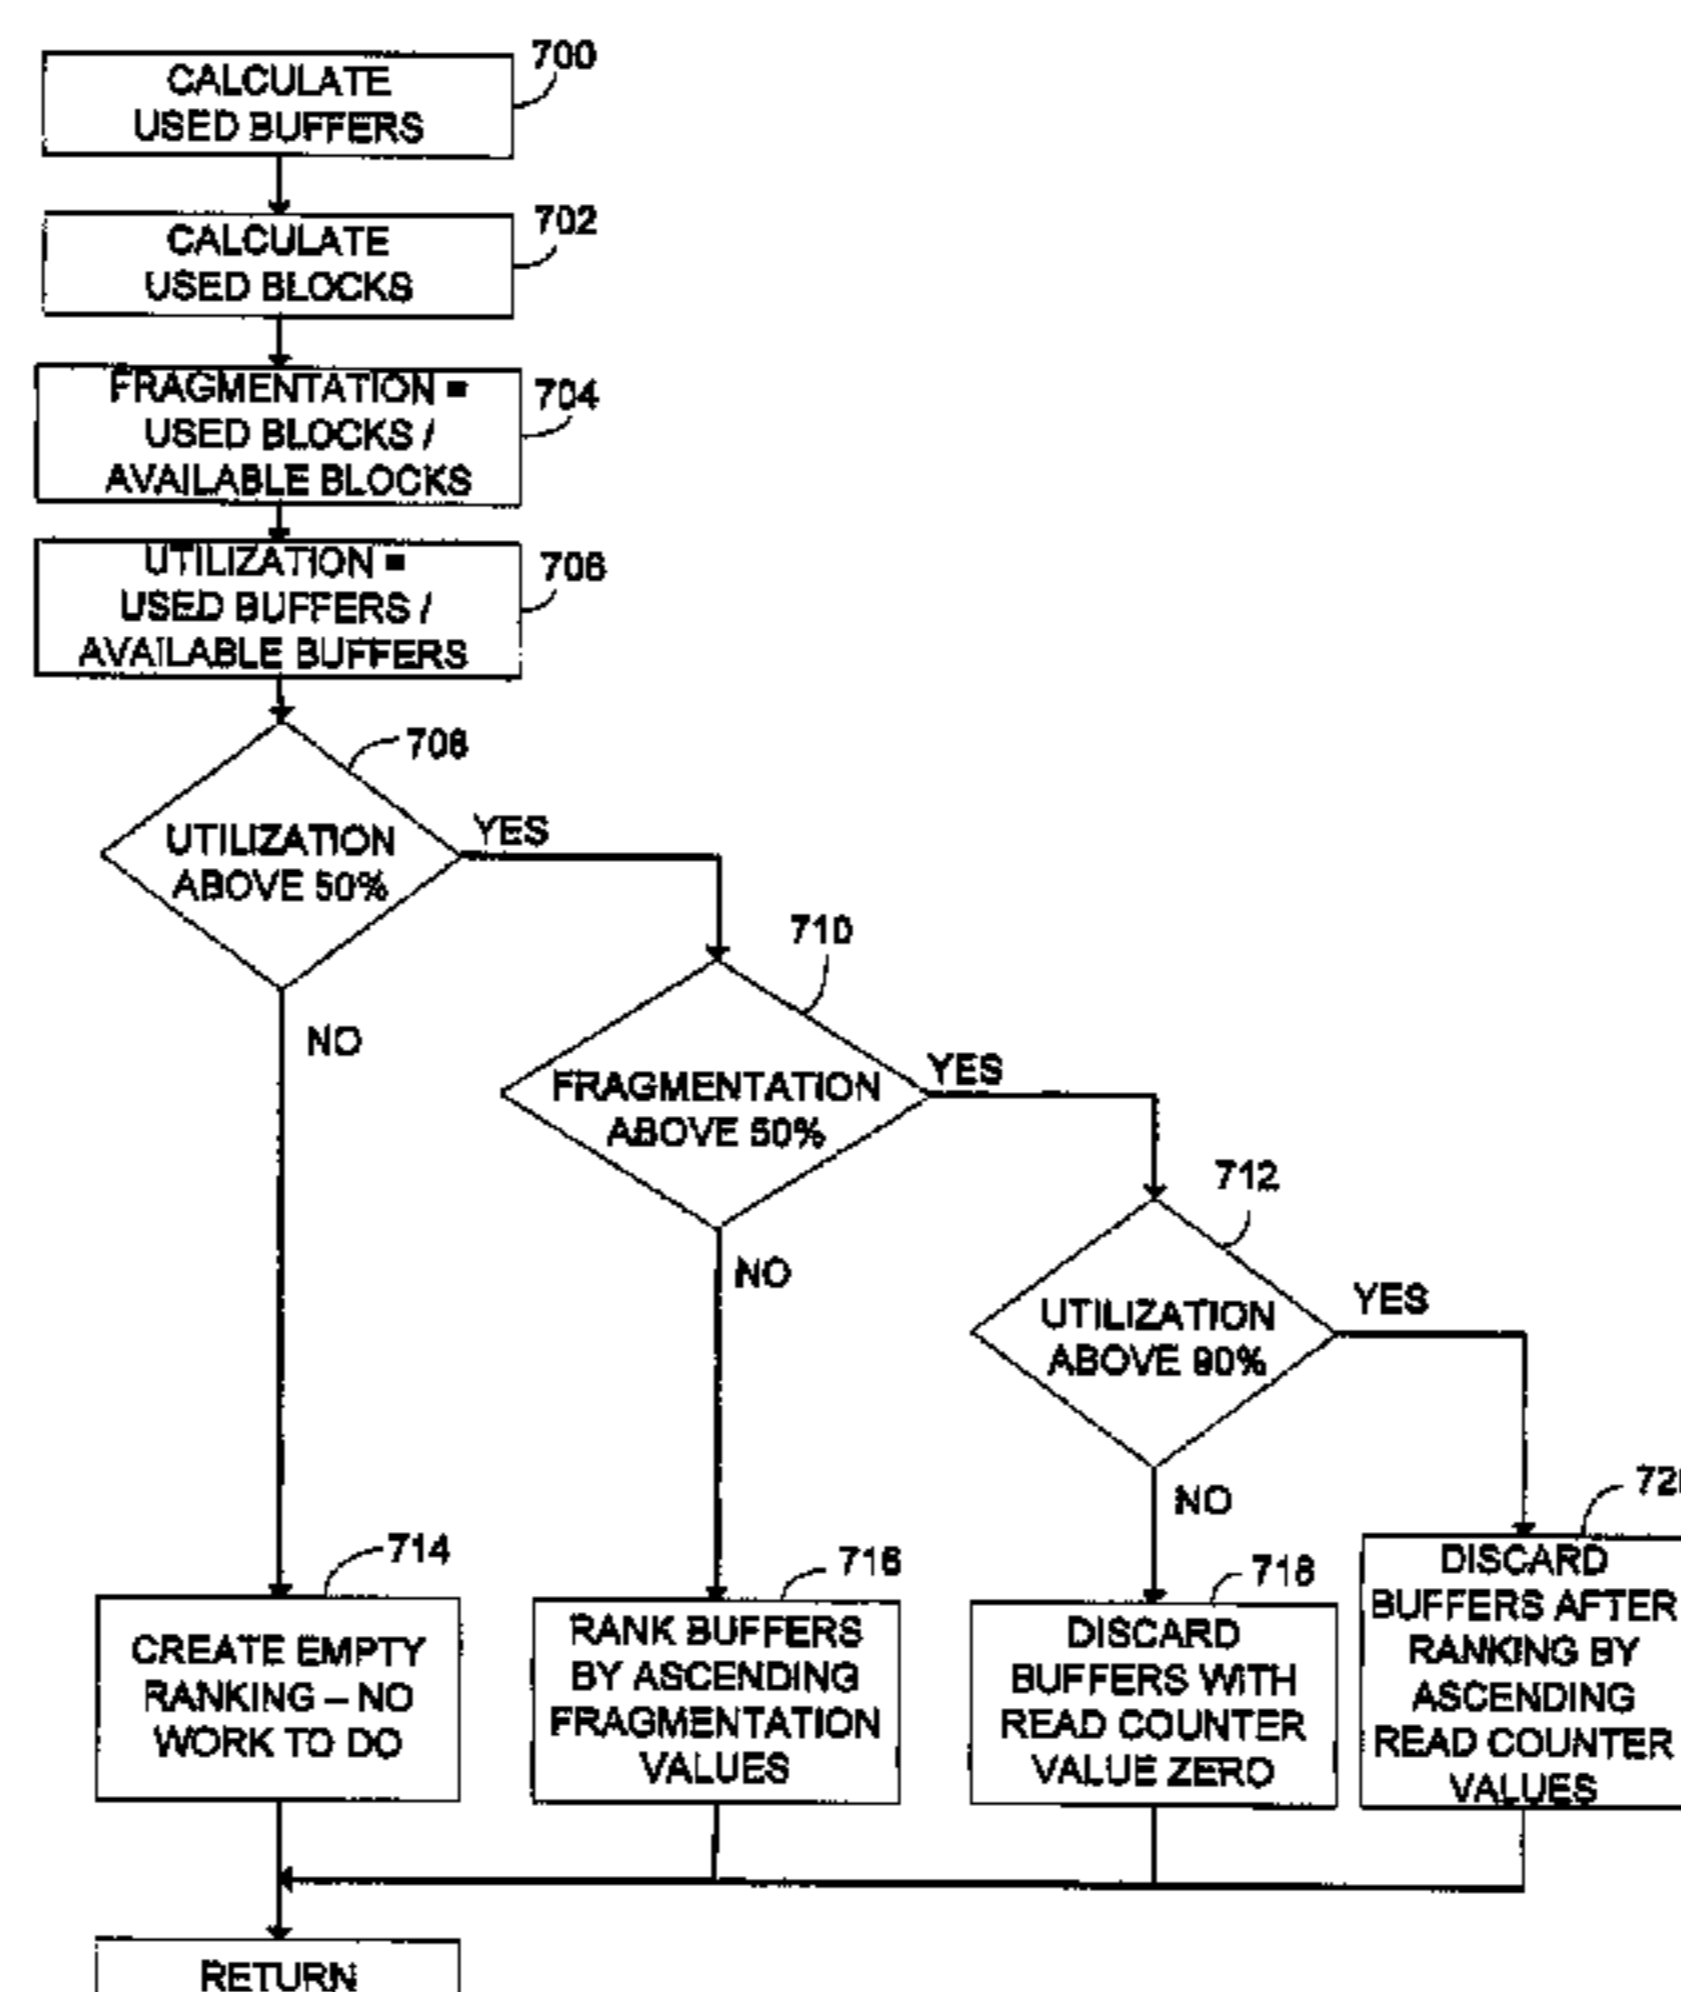 700
CALCULATE
USED BUFFERS
702
CALCULATE
USED BLOCKS
704
FRAGMENTATION =
USED BLOCKS /
AVAILABLE BLOCKS
706
UTILIZATION =
USED BUFFERS /
AVAILABLE BUFFERS
708
UTILIZATION
ABOVE 50%
YES
NO
710
FRAGMENTATION
ABOVE 50%
YES
NO
712
UTILIZATION
ABOVE 90%
YES
NO
714
CREATE EMPTY
RANKING – NO
WORK TO DO
716
RANK BUFFERS
BY ASCENDING
FRAGMENTATION
VALUES
718
DISCARD
BUFFERS WITH
READ COUNTER
VALUE ZERO
DISCARD
BUFFERS AFTER
RANKING BY
ASCENDING
READ COUNTER
VALUES
RETURN